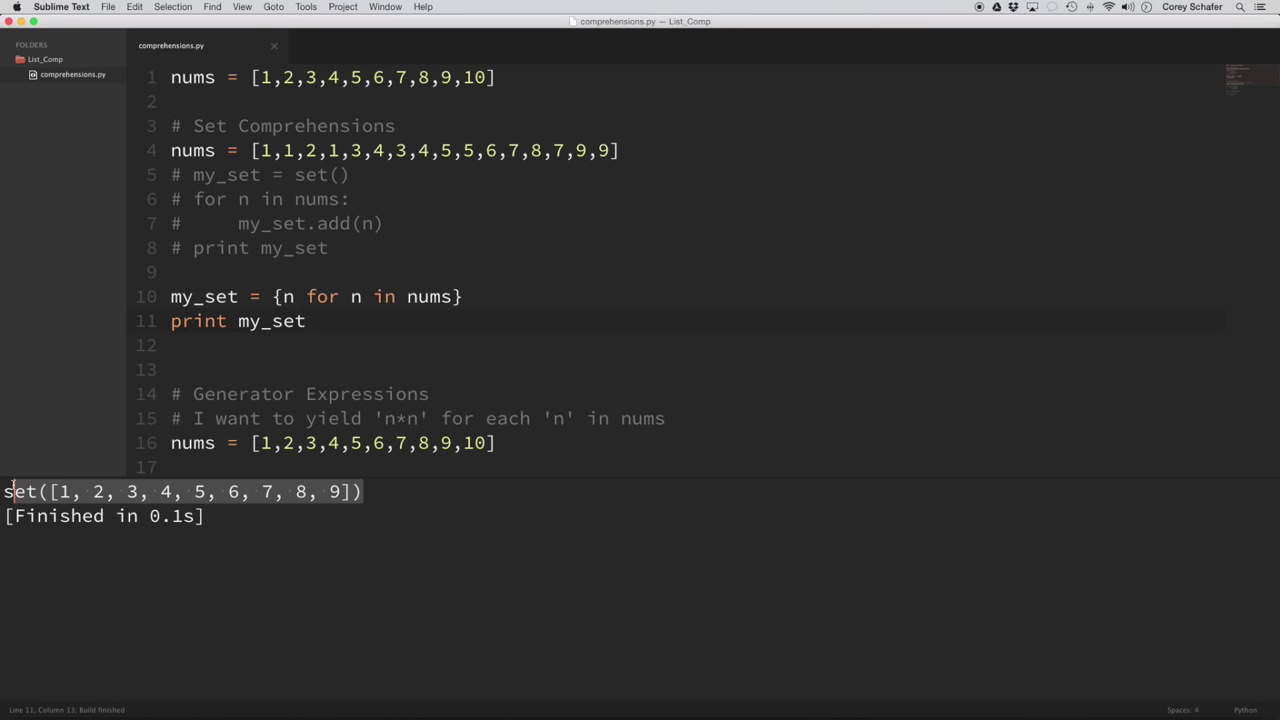 Sublime Text File Edit Selection Find View Goto Tools Project Window Help Corey Schafer
comprehensions.py — List_Comp
FOLDERS
List_Comp
comprehensions.py
comprehensions.py
1 nums = [1,2,3,4,5,6,7,8,9,10]
2
3 # Set Comprehensions
4 nums = [1,1,2,1,3,4,3,4,5,5,6,7,8,7,9,9]
5 # my_set = set()
6 # for n in nums:
7 #     my_set.add(n)
8 # print my_set
9
10 my_set = {n for n in nums}
11 print my_set
12
13
14 # Generator Expressions
15 # I want to yield 'n*n' for each 'n' in nums
16 nums = [1,2,3,4,5,6,7,8,9,10]
17
set([1, 2, 3, 4, 5, 6, 7, 8, 9])
[Finished in 0.1s]
Line 11, Column 13; Build finished Spaces: 4 Python